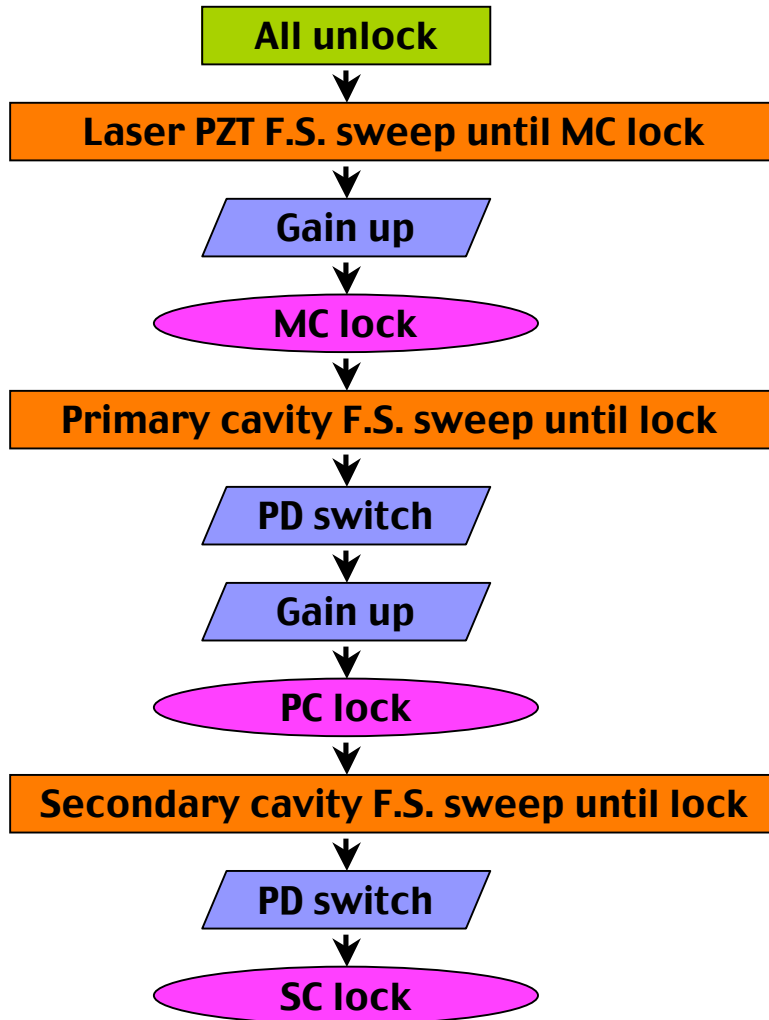 All unlock
Laser PZT F.S. sweep until MC lock
Gain up
MC lock
Primary cavity F.S. sweep until lock
PD switch
Gain up
PC lock
Secondary cavity F.S. sweep until lock
PD switch
SC lock